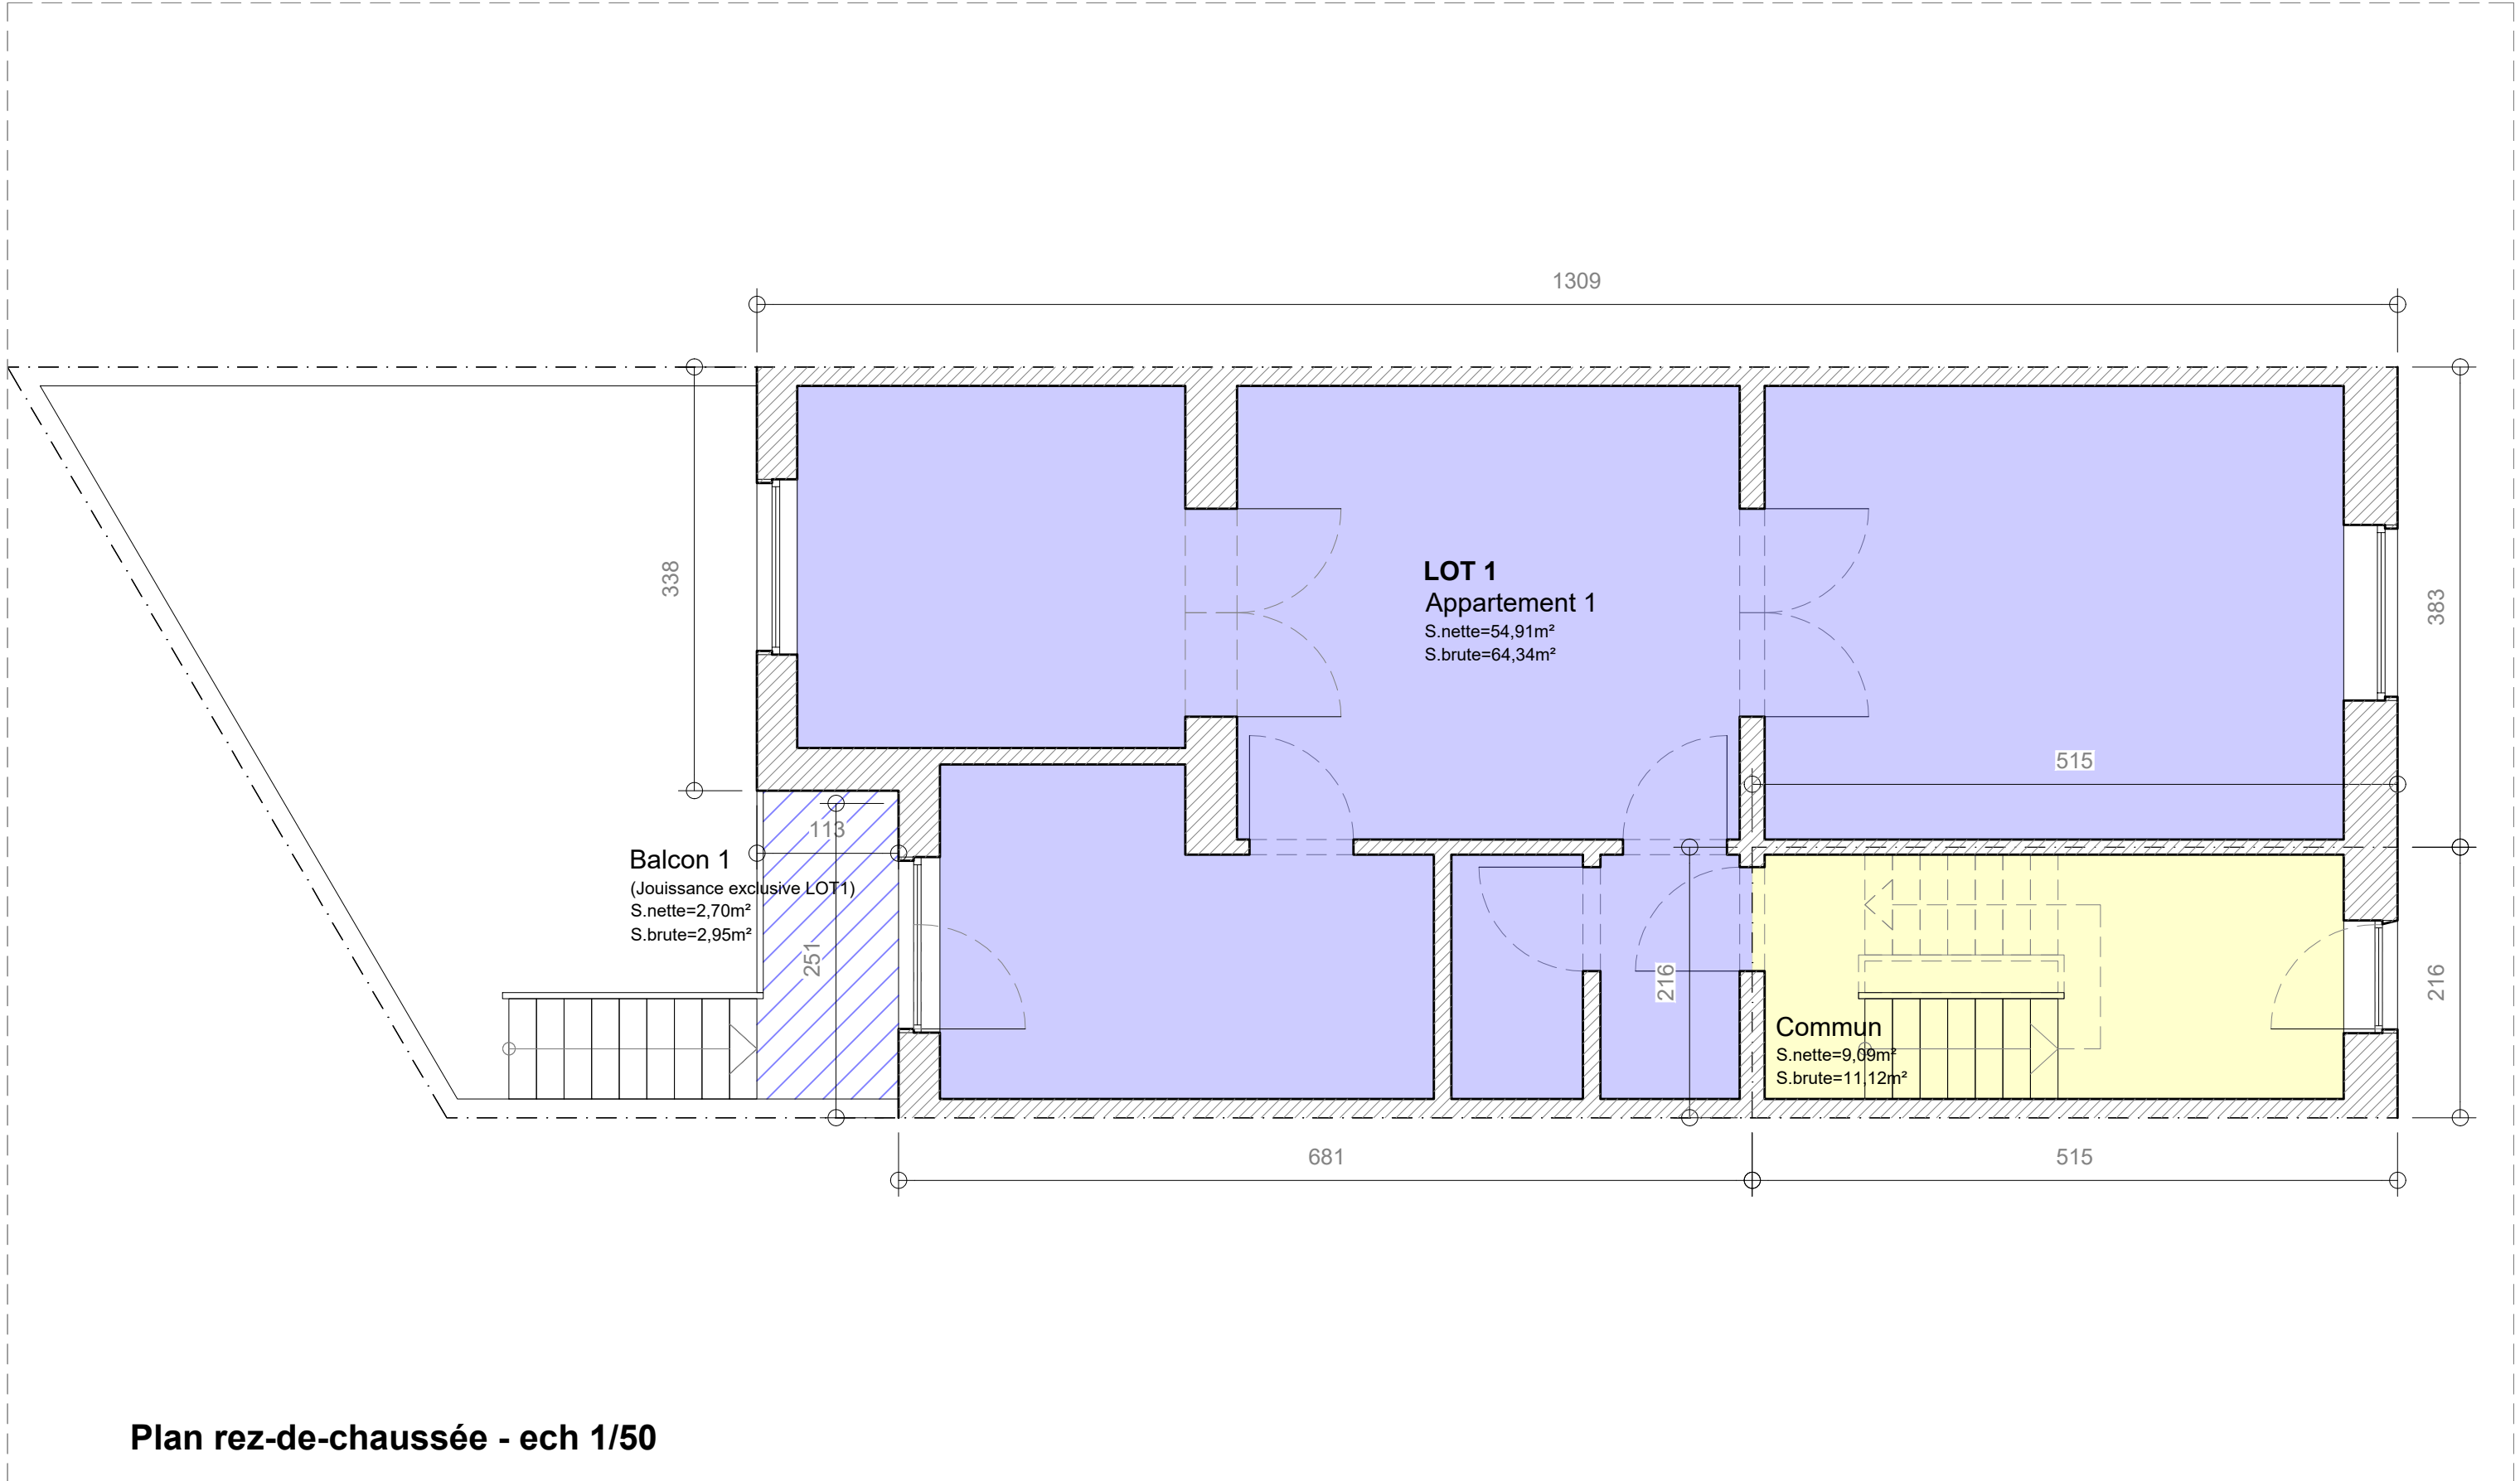 1309
338
LOT 1
Appartement 1
S.nette=54,91m²
S.brute=64,34m²
383
515
113
Balcon 1
(Jouissance exclusive LOT1)
S.nette=2,70m²
S.brute=2,95m²
251
216
216
Commun
S.nette=9,09m²
S.brute=11,12m²
681
515
Plan rez-de-chaussée - ech 1/50